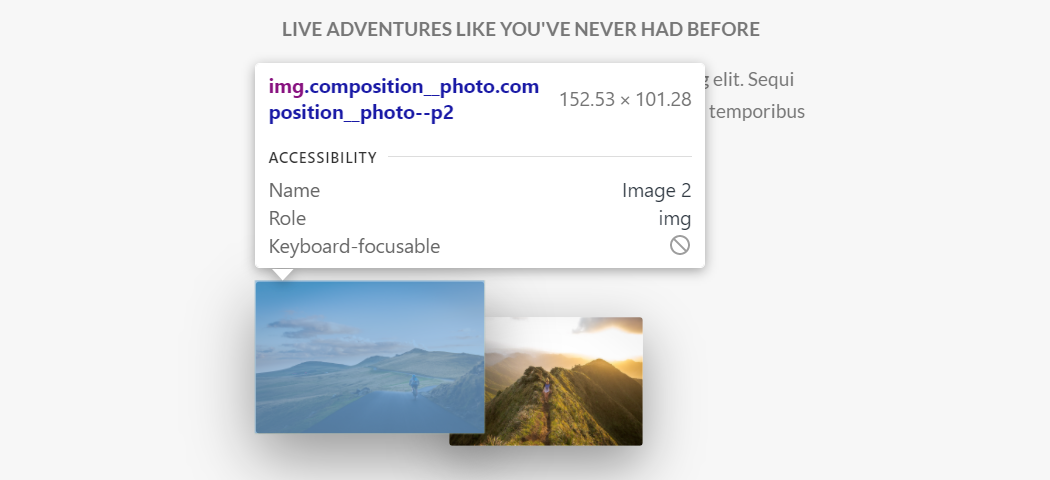 LIVE ADVENTURES LIKE YOU'VE NEVER HAD BEFORE
elit. Sequi
temporibus
img.composition__photo.com
position__photo--p2
152.53 × 101.28
ACCESSIBILITY
Name Image 2
Role img
Keyboard-focusable